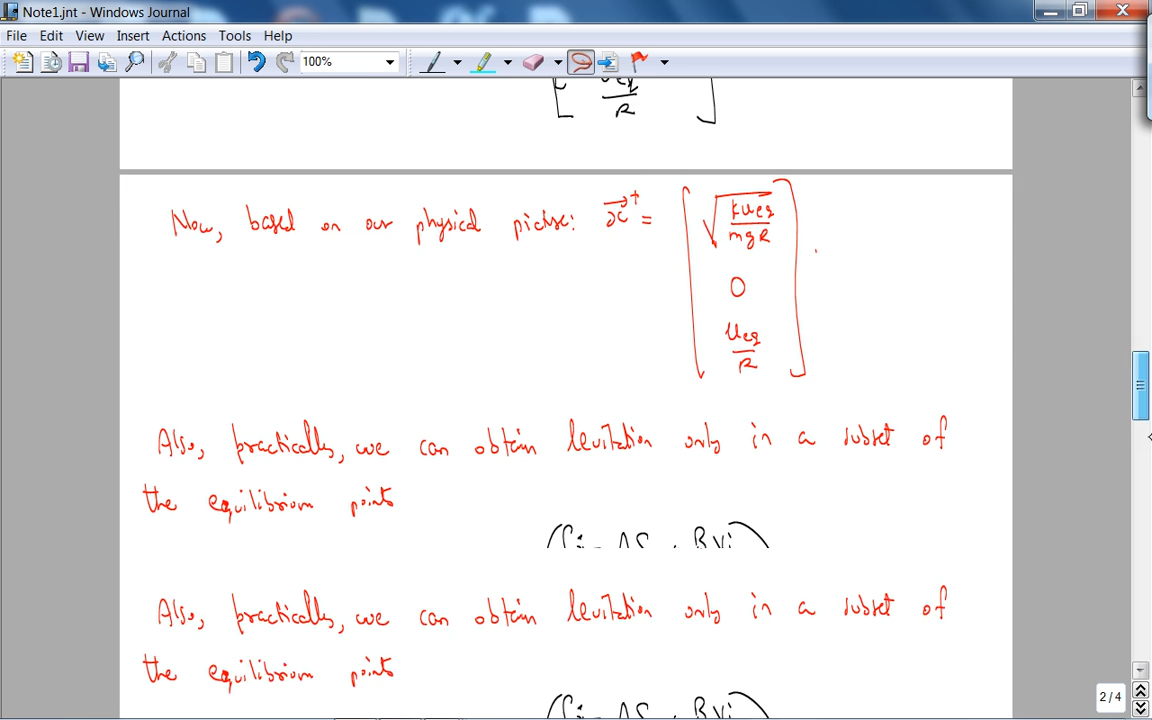 Note1.jnt - Windows Journal
File Edit View Insert Actions Tools Help
100%
R
Now, based on our physical picture: x⃗⁺ = [ √(k u_eq / mgR)
0
u_eq / R ]
Also, practically, we can obtain levitation only in a subset of
the equilibrium points
Also, practically, we can obtain levitation only in a subset of
the equilibrium points
2 / 4